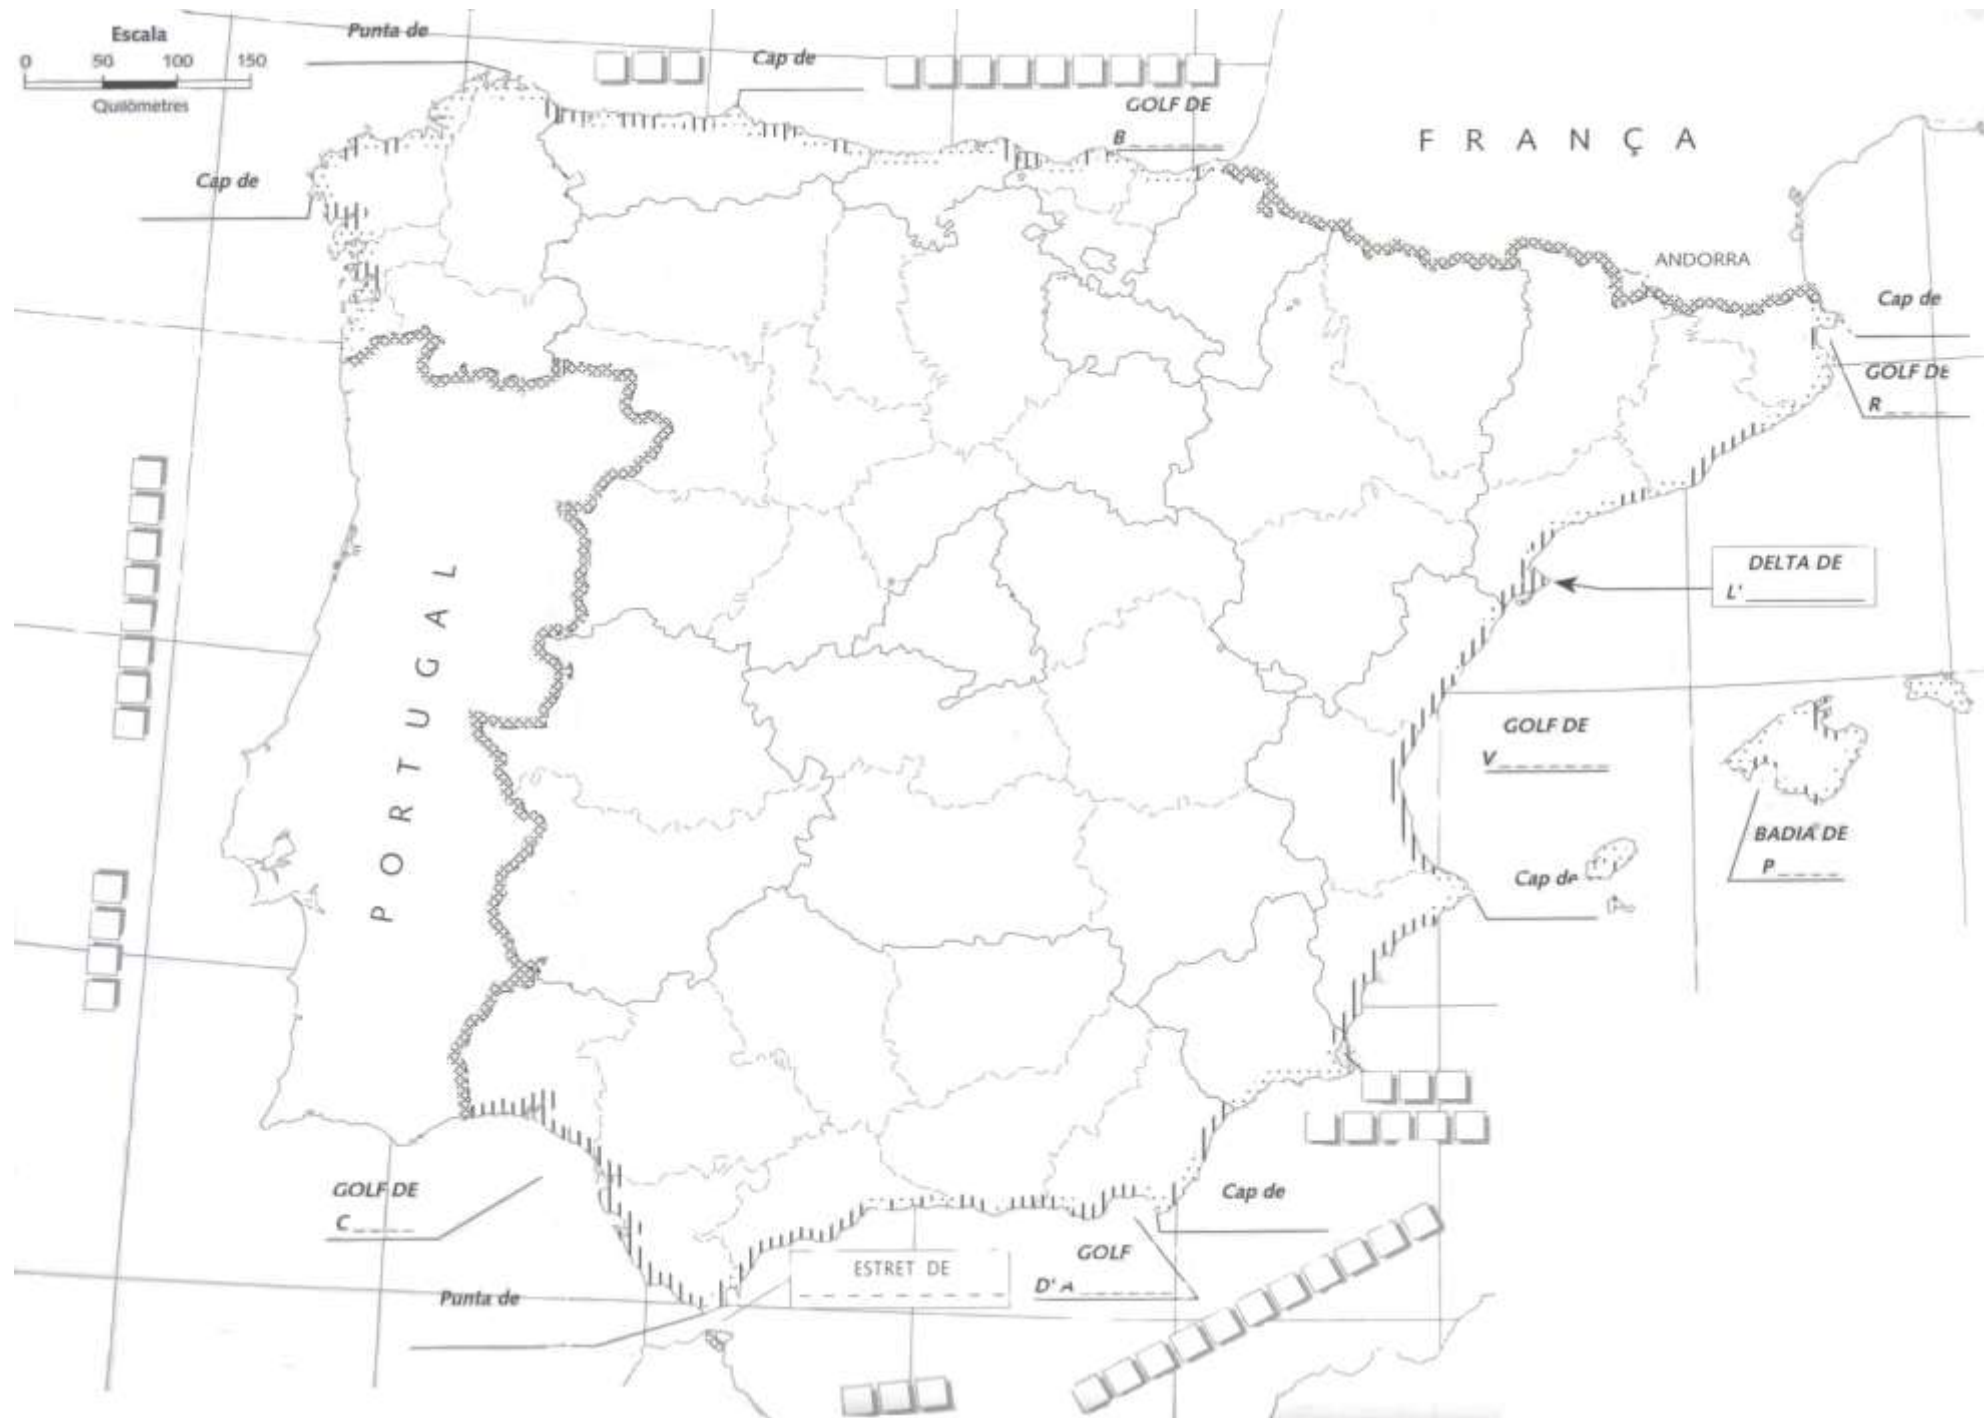 Escala
0 50 100 150
Quilòmetres
Punta de
Cap de
GOLF DE
B _ _ _ _ _ _ _
FRANÇA
Cap de
ANDORRA
Cap de
GOLF DE
R _ _ _ _
DELTA DE
L' ________
PORTUGAL
GOLF DE
V _ _ _ _ _ _ _
BADIA DE
P _ _ _ _
Cap de
GOLF DE
C _ _ _ _
Cap de
ESTRET DE
_ _ _ _ _ _ _ _ _
GOLF
D' A _ _ _ _ _ _
Punta de